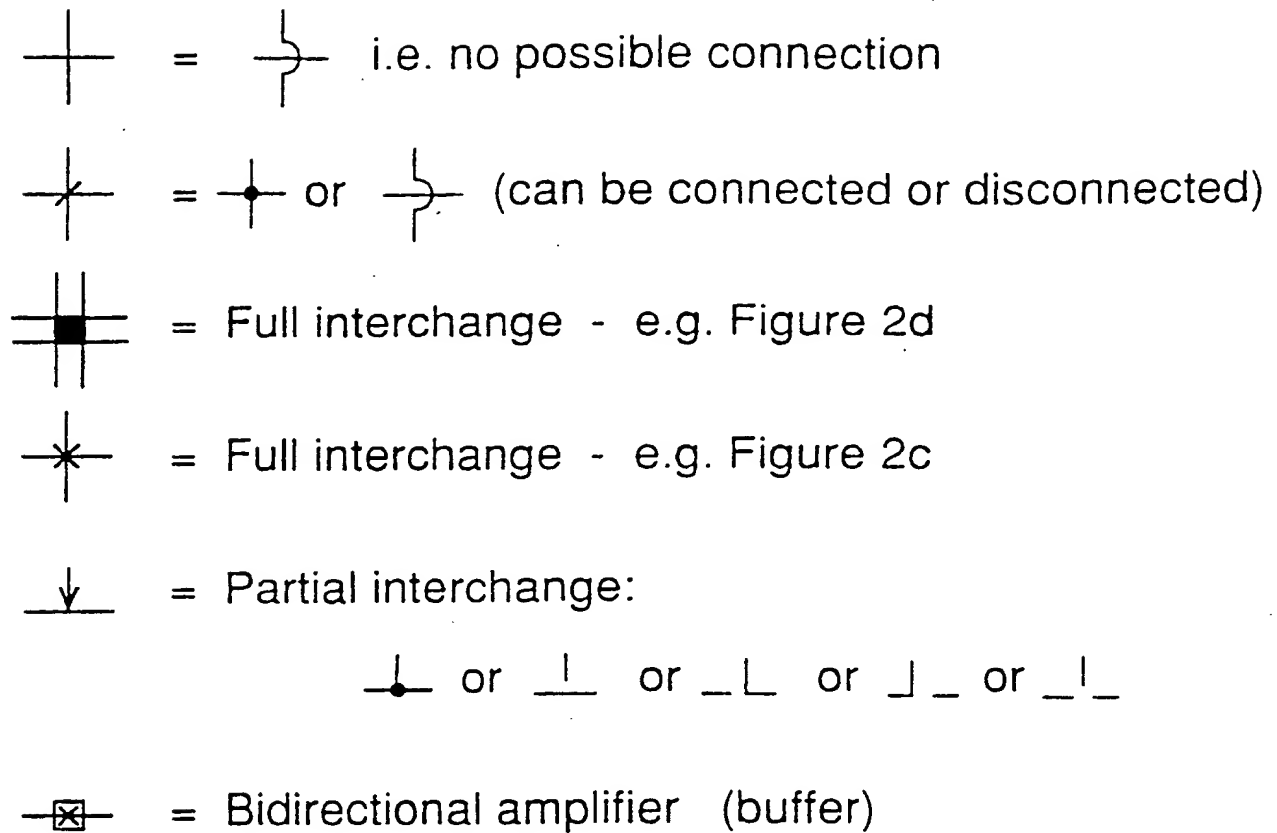 = i.e. no possible connection
= or (can be connected or disconnected)
= Full interchange - e.g. Figure 2d
= Full interchange - e.g. Figure 2c
= Partial interchange:
or or or or
= Bidirectional amplifier (buffer)